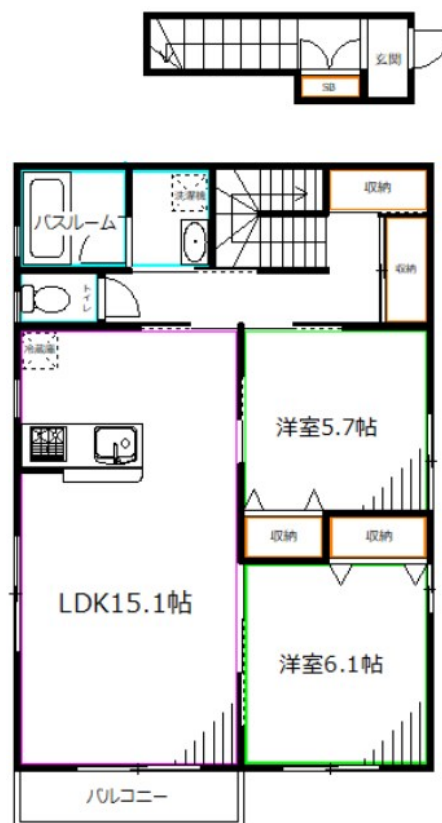 玄関
SB
収納
洗濯機
バスルーム
収納
トイレ
冷蔵庫
洋室5.7帖
収納
収納
LDK15.1帖
洋室6.1帖
バルコニー